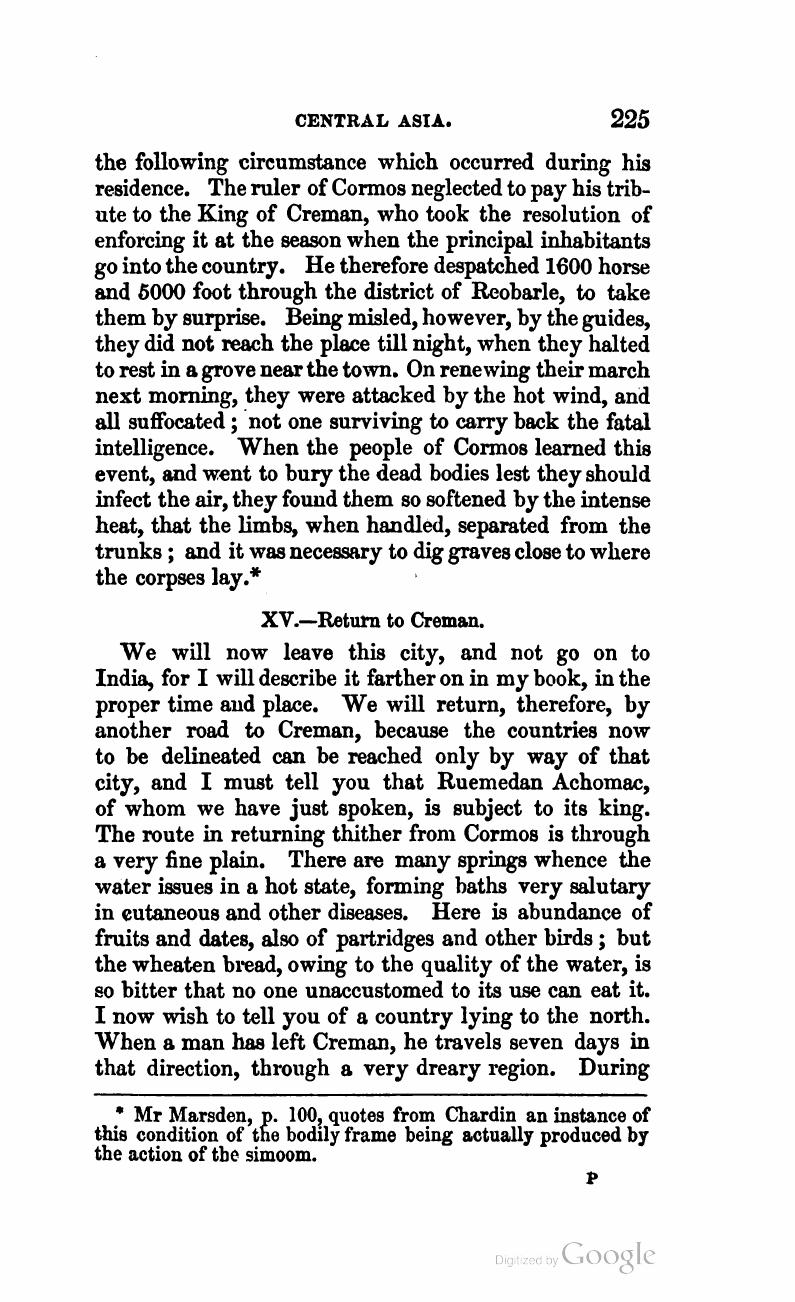 CENTRAL ASIA. 225
the following circumstance which occurred during his
residence. The ruler of Cormos neglected to pay his trib-
ute to the King of Creman, who took the resolution of
enforcing it at the season when the principal inhabitants
go into the country. He therefore despatched 1600 horse
and 5000 foot through the district of Reobarle, to take
them by surprise. Being misled, however, by the guides,
they did not reach the place till night, when they halted
to rest in a grove near the town. On renewing their march
next morning, they were attacked by the hot wind, and
all suffocated; not one surviving to carry back the fatal
intelligence. When the people of Cormos learned this
event, and went to bury the dead bodies lest they should
infect the air, they found them so softened by the intense
heat, that the limbs, when handled, separated from the
trunks; and it was necessary to dig graves close to where
the corpses lay.*
XV.—Return to Creman.
We will now leave this city, and not go on to
India, for I will describe it farther on in my book, in the
proper time and place. We will return, therefore, by
another road to Creman, because the countries now
to be delineated can be reached only by way of that
city, and I must tell you that Ruemedan Achomac,
of whom we have just spoken, is subject to its king.
The route in returning thither from Cormos is through
a very fine plain. There are many springs whence the
water issues in a hot state, forming baths very salutary
in cutaneous and other diseases. Here is abundance of
fruits and dates, also of partridges and other birds; but
the wheaten bread, owing to the quality of the water, is
so bitter that no one unaccustomed to its use can eat it.
I now wish to tell you of a country lying to the north.
When a man has left Creman, he travels seven days in
that direction, through a very dreary region. During
* Mr Marsden, p. 100, quotes from Chardin an instance of
this condition of the bodily frame being actually produced by
the action of the simoom.
P
Digitized by Google